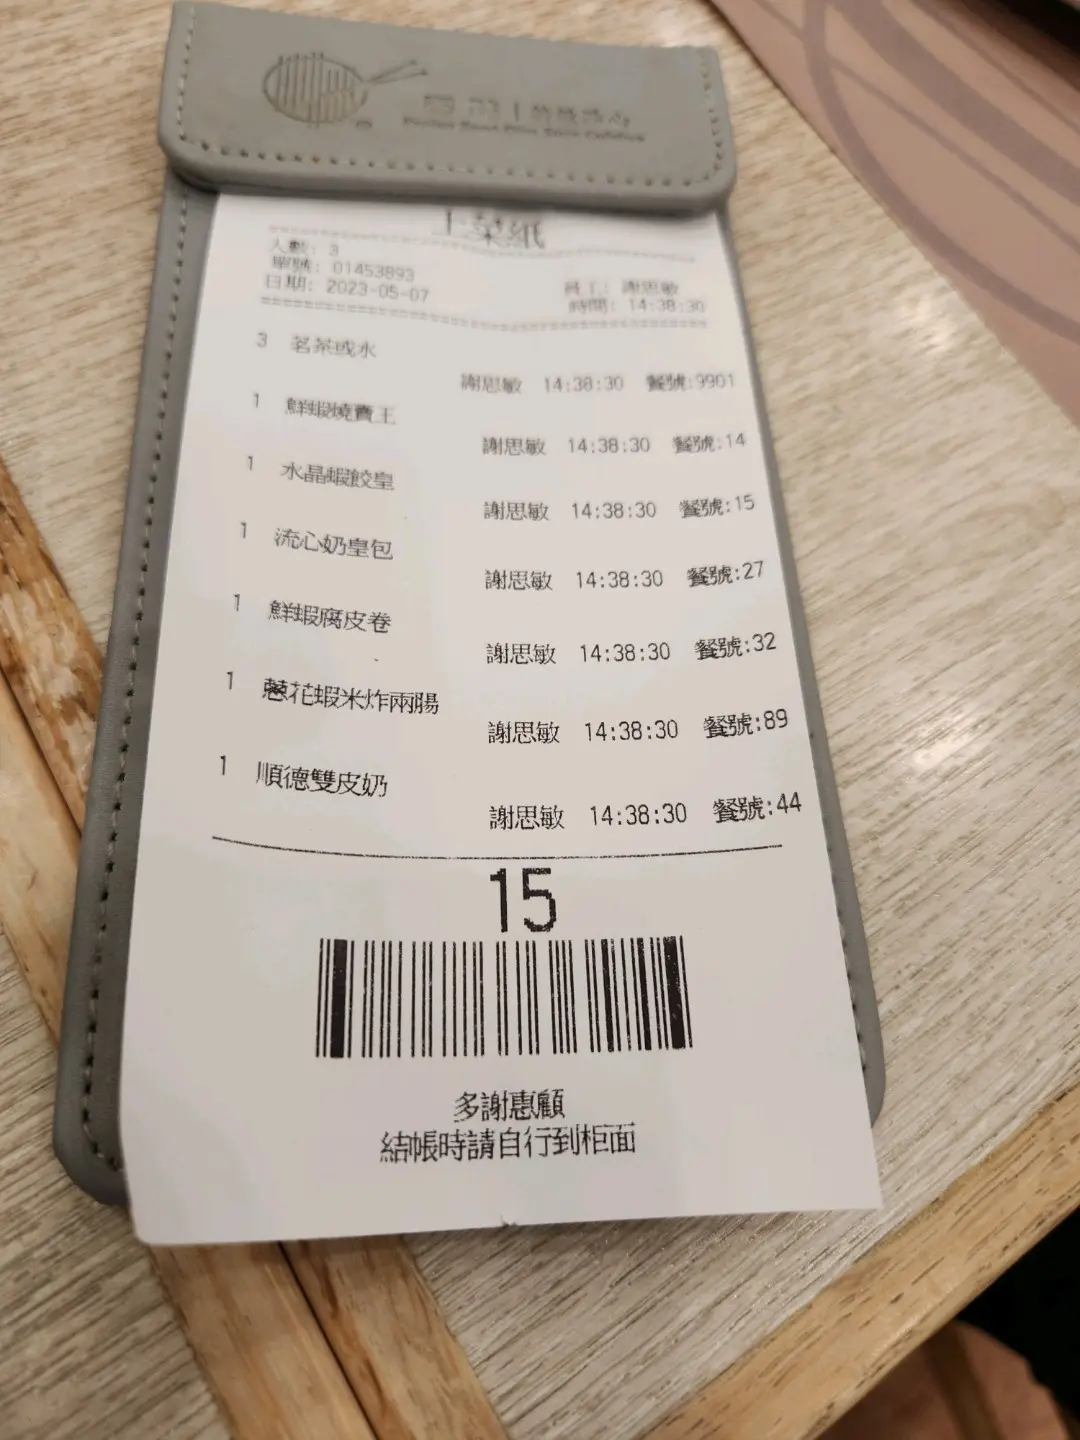 上菜紙
人數: 3
單號: 01453893
員工: 謝思敏
日期: 2023-05-07
時間: 14:38:30
3 茗茶或水
謝思敏 14:38:30 餐號:9901
1 鮮蝦燒賣王
謝思敏 14:38:30 餐號:14
1 水晶蝦餃皇
謝思敏 14:38:30 餐號:15
1 流心奶皇包
謝思敏 14:38:30 餐號:27
1 鮮蝦腐皮卷
謝思敏 14:38:30 餐號:32
1 蔥花蝦米炸兩腸
謝思敏 14:38:30 餐號:89
1 順德雙皮奶
謝思敏 14:38:30 餐號:44
15
多謝惠顧
結帳時請自行到柜面